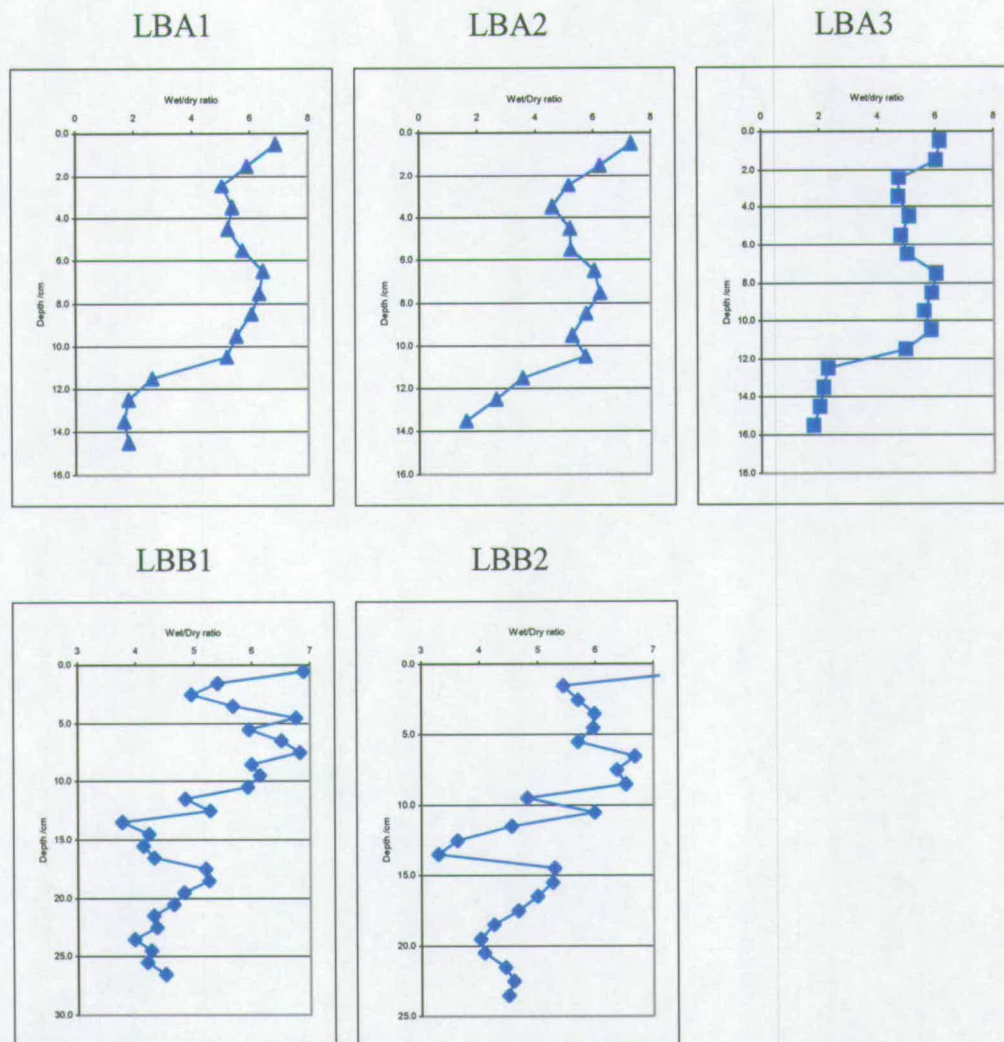 LBA1 LBA2 LBA3
Wet/dry ratio
0 2 4 6 8
0.0
2.0
4.0
6.0
8.0
10.0
12.0
14.0
16.0
Depth /cm
Wet/Dry ratio
0 2 4 6 8
0.0
2.0
4.0
6.0
8.0
10.0
12.0
14.0
16.0
Depth /cm
Wet/dry ratio
0 2 4 6 8
0.0
2.0
4.0
6.0
8.0
10.0
12.0
14.0
16.0
18.0
Depth /cm
LBB1 LBB2
Wet/Dry ratio
3 4 5 6 7
0.0
5.0
10.0
15.0
20.0
25.0
30.0
Depth /cm
Wet/Dry ratio
3 4 5 6 7
0.0
5.0
10.0
15.0
20.0
25.0
Depth /cm